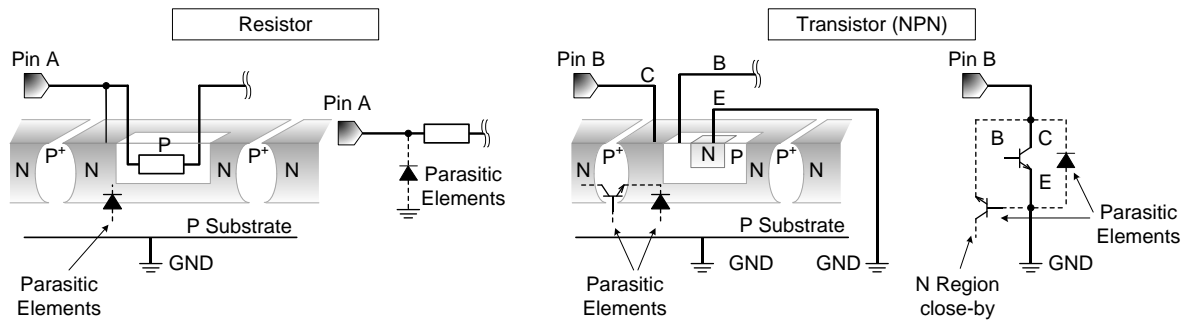 Resistor
Transistor (NPN)
Pin A
Pin A
N
P+
N
P
P+
N
N
Parasitic
Elements
P Substrate
GND
Parasitic
Elements
Pin B
C
B
E
N
P+
N
N
P
P+
N
N
P Substrate
GND
GND
Parasitic
Elements
Pin B
B
C
E
Parasitic
Elements
GND
N Region
close-by